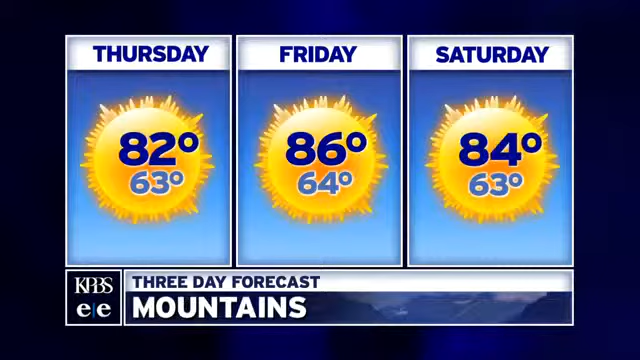 THURSDAY
82°
63°
FRIDAY
86°
64°
SATURDAY
84°
63°
KPBS
e|e
THREE DAY FORECAST
MOUNTAINS